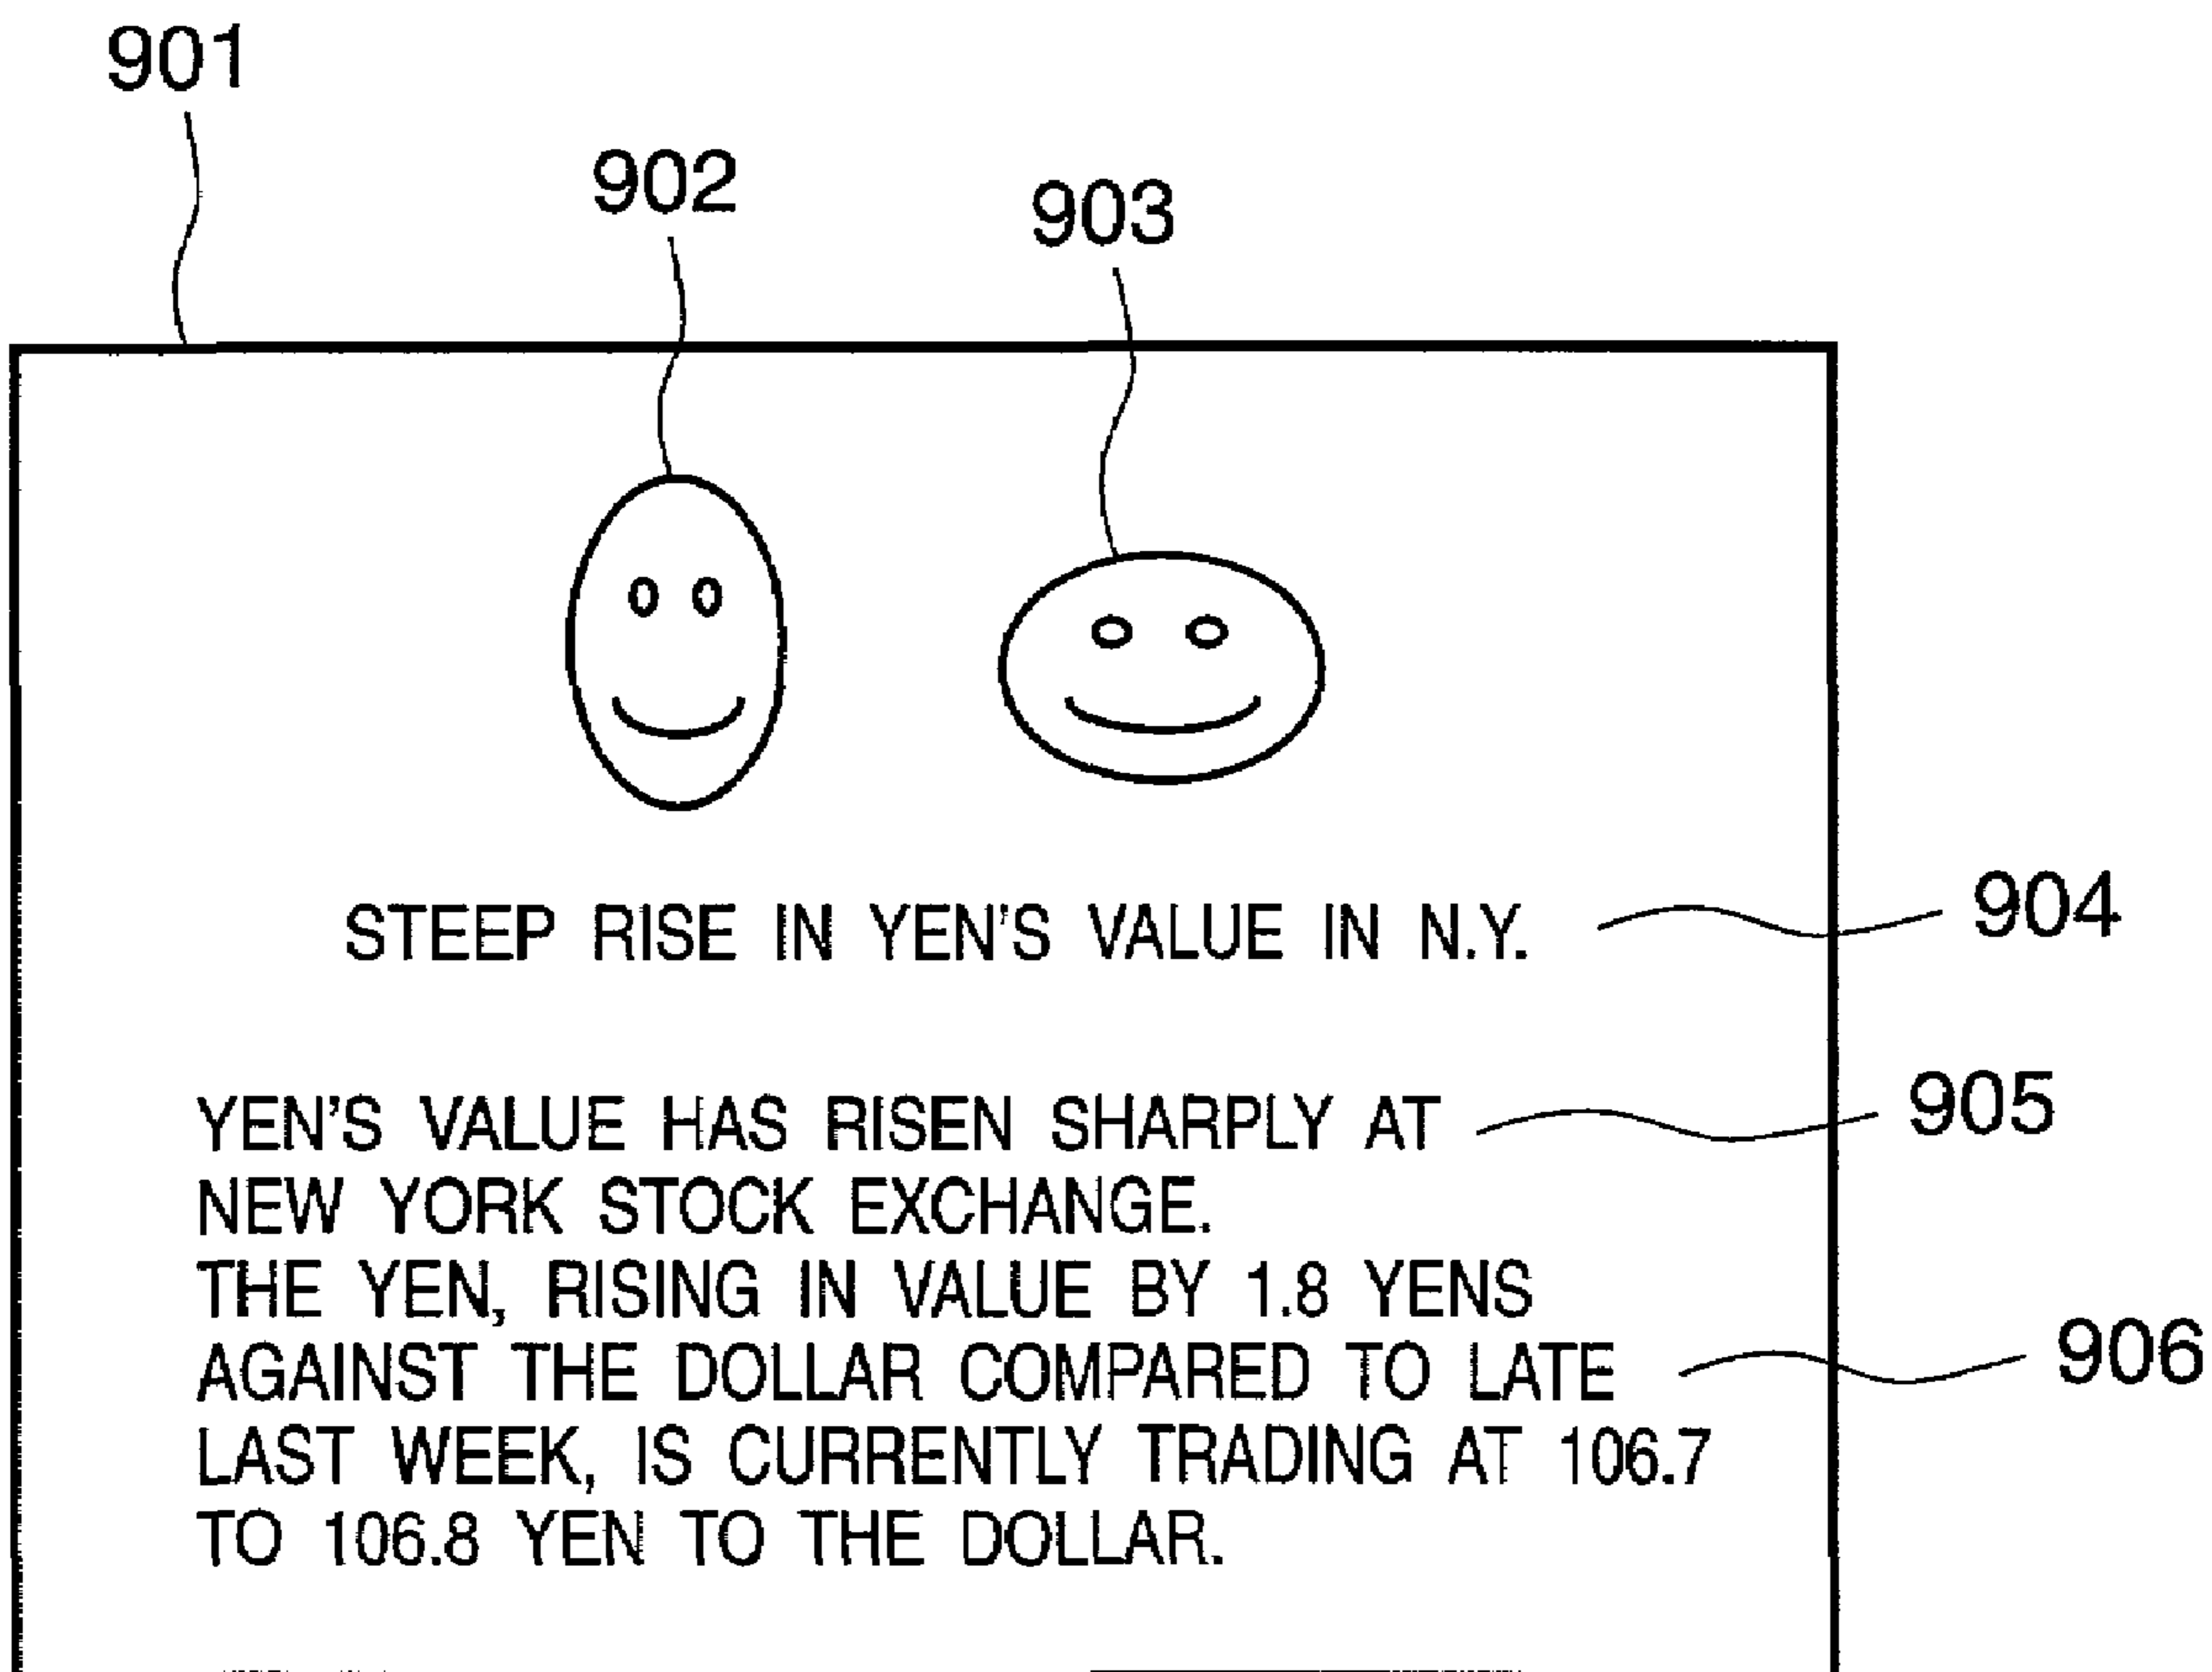 901
902
903
STEEP RISE IN YEN'S VALUE IN N.Y.
904
YEN'S VALUE HAS RISEN SHARPLY AT
905
NEW YORK STOCK EXCHANGE.
THE YEN, RISING IN VALUE BY 1.8 YENS
AGAINST THE DOLLAR COMPARED TO LATE
906
LAST WEEK, IS CURRENTLY TRADING AT 106.7
TO 106.8 YEN TO THE DOLLAR.